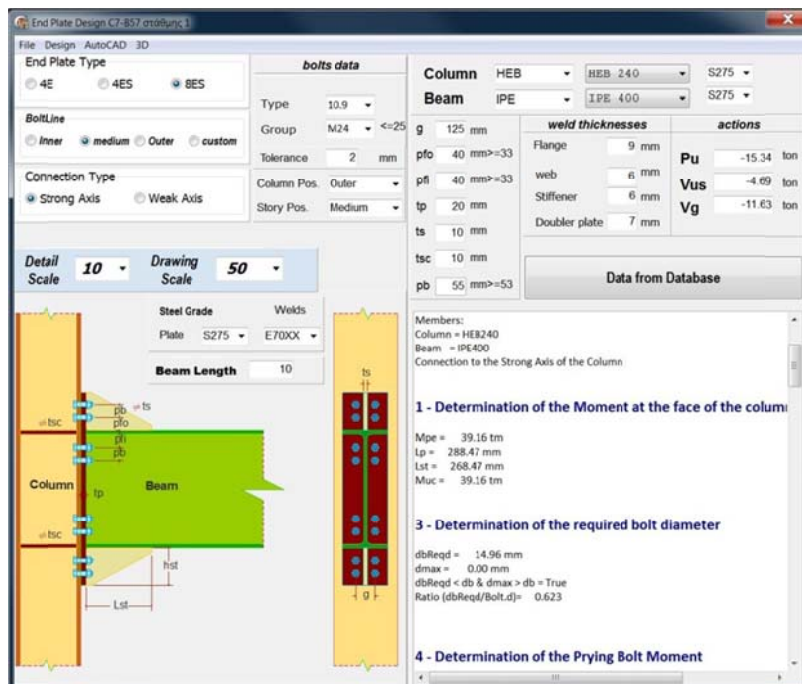 End Plate Design C7-B57 στάθμης 1
File Design AutoCAD 3D
End Plate Type
4E 4ES 8ES
BoltLine
Inner medium Outer custom
Connection Type
Strong Axis Weak Axis
bolts data
Type 10.9
Group M24 <=25
Tolerance 2 mm
Column Pos. Outer
Story Pos. Medium
Column HEB HEB 240 S275
Beam IPE IPE 400 S275
g 125 mm
pfo 40 mm>=33
pfi 40 mm>=33
tp 20 mm
ts 10 mm
tsc 10 mm
pb 55 mm>=53
weld thicknesses
Flange 9 mm
web 6 mm
Stiffener 6 mm
Doubler plate 7 mm
actions
Pu -15.34 ton
Vus -4.69 ton
Vg -11.63 ton
Data from Database
Detail Scale 10
Drawing Scale 50
Steel Grade Welds
Plate S275 E70XX
Beam Length 10
ts
pb
pfo
pfi
pb
tsc
ts
Column
tp
Beam
tsc
hst
Lst
g
Members:
Column = HEB240
Beam = IPE400
Connection to the Strong Axis of the Column
1 - Determination of the Moment at the face of the colum
Mpe = 39.16 tm
Lp = 288.47 mm
Lst = 268.47 mm
Muc = 39.16 tm
3 - Determination of the required bolt diameter
dbReqd = 14.96 mm
dmax = 0.00 mm
dbReqd < db & dmax > db = True
Ratio (dbReqd/Bolt.d)= 0.623
4 - Determination of the Prying Bolt Moment